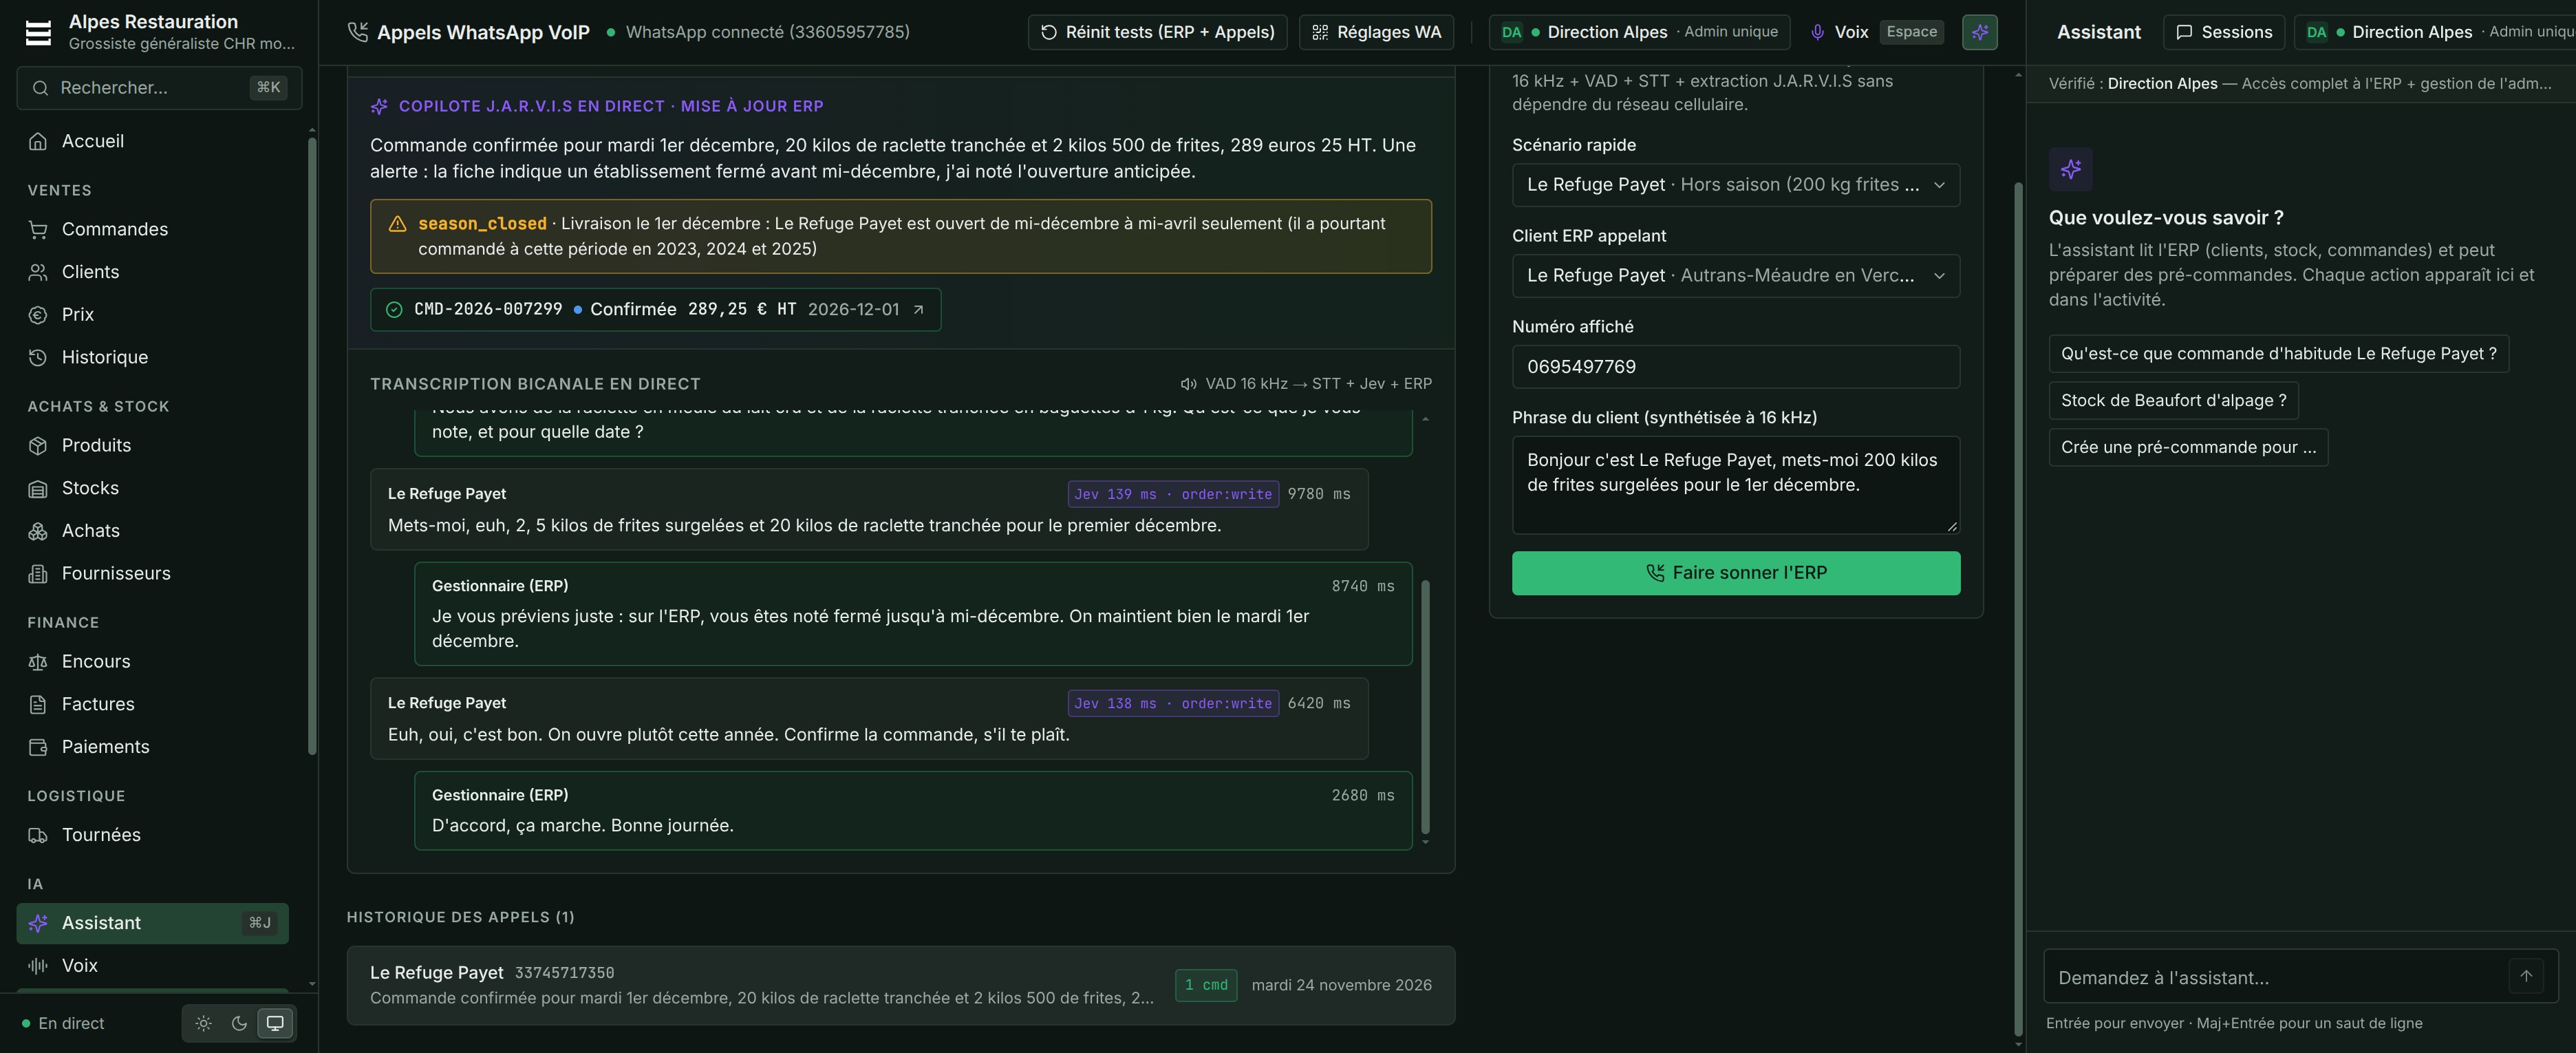 Alpes Restauration
Grossiste généraliste CHR mo...
Rechercher...
⌘K
Accueil
VENTES
Commandes
Clients
Prix
Historique
ACHATS & STOCK
Produits
Stocks
Achats
Fournisseurs
FINANCE
Encours
Factures
Paiements
LOGISTIQUE
Tournées
IA
Assistant
⌘J
Voix
En direct
Appels WhatsApp VoIP
WhatsApp connecté (33605957785)
Réinit tests (ERP + Appels)
Réglages WA
DA Direction Alpes · Admin unique
Voix
Espace
COPILOTE J.A.R.V.I.S EN DIRECT · MISE À JOUR ERP
Commande confirmée pour mardi 1er décembre, 20 kilos de raclette tranchée et 2 kilos 500 de frites, 289 euros 25 HT. Une
alerte : la fiche indique un établissement fermé avant mi-décembre, j'ai noté l'ouverture anticipée.
season_closed · Livraison le 1er décembre : Le Refuge Payet est ouvert de mi-décembre à mi-avril seulement (il a pourtant
commandé à cette période en 2023, 2024 et 2025)
CMD-2026-007299 Confirmée 289,25 € HT 2026-12-01
TRANSCRIPTION BICANALE EN DIRECT
VAD 16 kHz → STT + Jev + ERP
note, et pour quelle date ?
Le Refuge Payet
Jev 139 ms · order:write 9780 ms
Mets-moi, euh, 2, 5 kilos de frites surgelées et 20 kilos de raclette tranchée pour le premier décembre.
Gestionnaire (ERP)
8740 ms
Je vous préviens juste : sur l'ERP, vous êtes noté fermé jusqu'à mi-décembre. On maintient bien le mardi 1er
décembre.
Le Refuge Payet
Jev 138 ms · order:write 6420 ms
Euh, oui, c'est bon. On ouvre plutôt cette année. Confirme la commande, s'il te plaît.
Gestionnaire (ERP)
2680 ms
D'accord, ça marche. Bonne journée.
HISTORIQUE DES APPELS (1)
Le Refuge Payet 33745717350
Commande confirmée pour mardi 1er décembre, 20 kilos de raclette tranchée et 2 kilos 500 de frites, 2...
1 cmd
mardi 24 novembre 2026
16 kHz + VAD + STT + extraction J.A.R.V.I.S sans
dépendre du réseau cellulaire.
Scénario rapide
Le Refuge Payet · Hors saison (200 kg frites ...
Client ERP appelant
Le Refuge Payet · Autrans-Méaudre en Verc...
Numéro affiché
0695497769
Phrase du client (synthétisée à 16 kHz)
Bonjour c'est Le Refuge Payet, mets-moi 200 kilos
de frites surgelées pour le 1er décembre.
Faire sonner l'ERP
Assistant
Sessions
DA Direction Alpes · Admin uniqu
Vérifié : Direction Alpes — Accès complet à l'ERP + gestion de l'adm...
Que voulez-vous savoir ?
L'assistant lit l'ERP (clients, stock, commandes) et peut
préparer des pré-commandes. Chaque action apparaît ici et
dans l'activité.
Qu'est-ce que commande d'habitude Le Refuge Payet ?
Stock de Beaufort d'alpage ?
Crée une pré-commande pour ...
Demandez à l'assistant...
Entrée pour envoyer · Maj+Entrée pour un saut de ligne